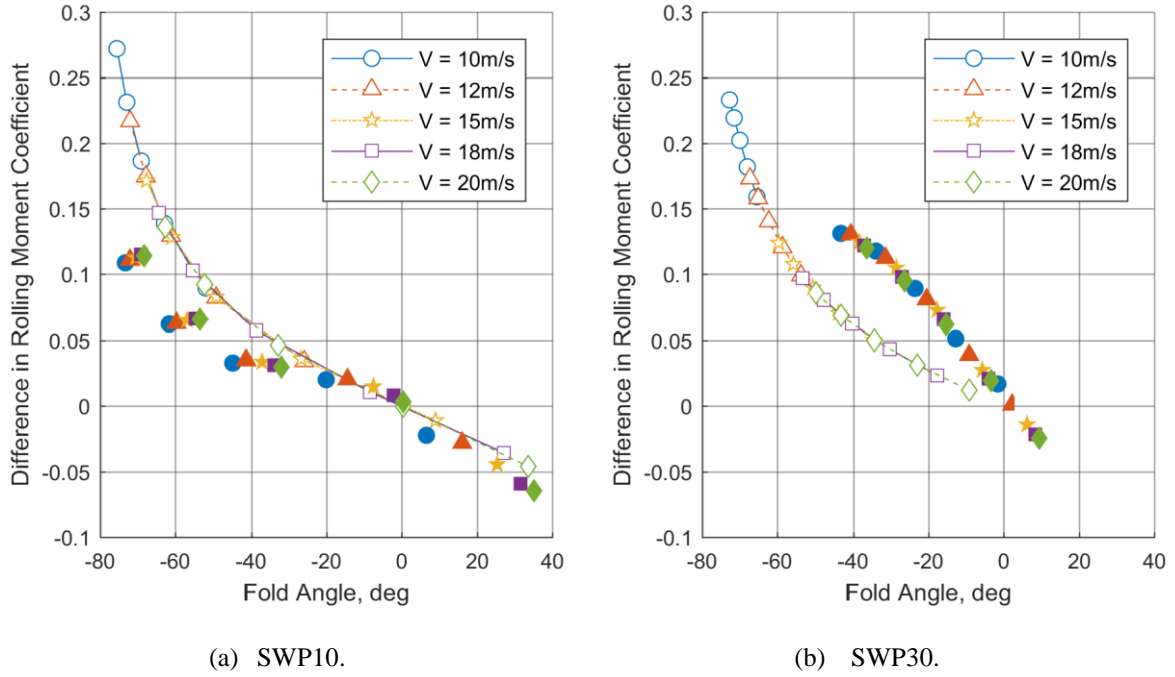 0.3
0.25
0.2
0.15
0.1
0.05
0
-0.05
-0.1
Difference in Rolling Moment Coefficient
V = 10m/s
V = 12m/s
V = 15m/s
V = 18m/s
V = 20m/s
-80 -60 -40 -20 0 20 40
Fold Angle, deg
(a) SWP10.
0.3
0.25
0.2
0.15
0.1
0.05
0
-0.05
-0.1
Difference in Rolling Moment Coefficient
V = 10m/s
V = 12m/s
V = 15m/s
V = 18m/s
V = 20m/s
-80 -60 -40 -20 0 20 40
Fold Angle, deg
(b) SWP30.